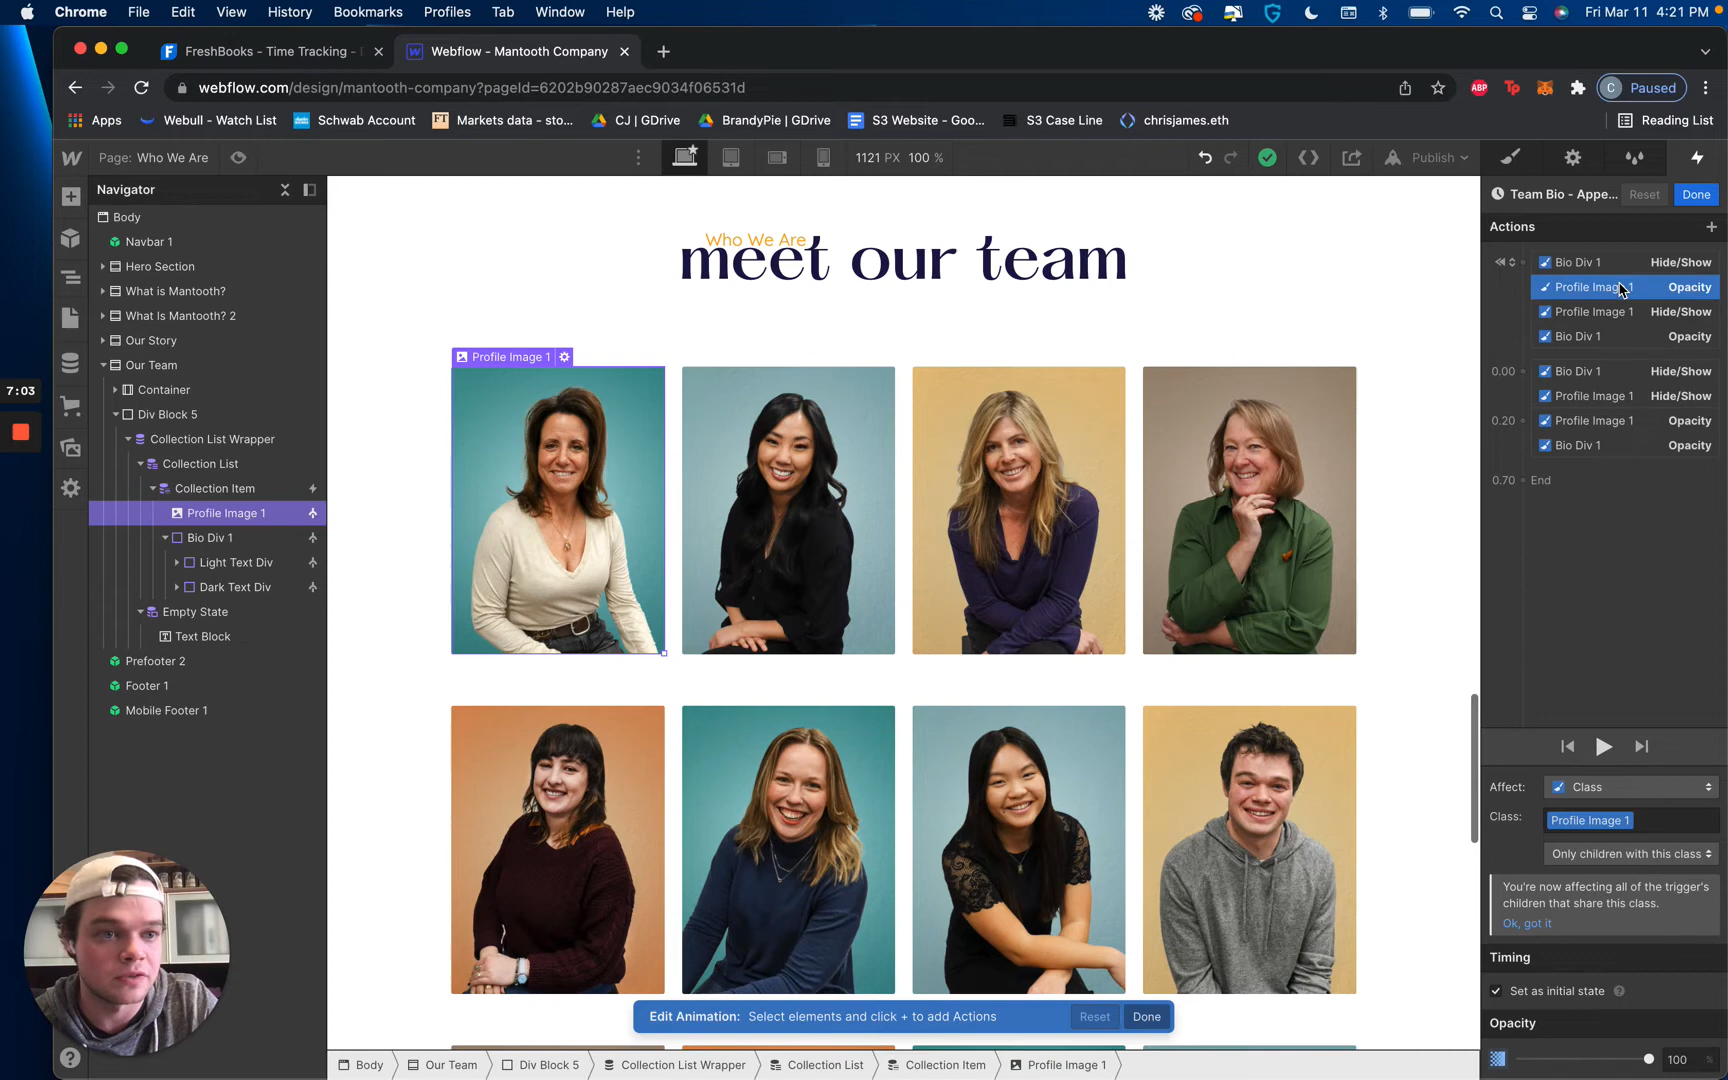 Chrome File Edit View History Bookmarks Profiles Tab Window Help Fri Mar 11 4:21 PM
FreshBooks - Time Tracking - Webflow - Mantooth Company
webflow.com/design/mantooth-company?pageId=6202b90287aec9034f06531d ABP Tp C Paused
Apps Webull - Watch List Schwab Account FT Markets data - sto... CJ | GDrive BrandyPie | GDrive S3 Website - Goo... S3 Case Line chrisjames.eth Reading List
Page: Who We Are 1121 PX 100 % Publish
Navigator
Team Bio - Appe... Reset Done
Body
Actions
Navbar 1
Hero Section
What is Mantooth?
What Is Mantooth? 2
Our Story
Our Team
Container
Div Block 5
Collection List Wrapper
Collection List
Collection Item
Profile Image 1
Bio Div 1
Light Text Div
Dark Text Div
Empty State
Text Block
Prefooter 2
Footer 1
Mobile Footer 1
7:03
Who We Are
meet our team
Profile Image 1
Bio Div 1 Hide/Show
Profile Imag 1 Opacity
Profile Image 1 Hide/Show
Bio Div 1 Opacity
0.00 Bio Div 1 Hide/Show
Profile Image 1 Hide/Show
0.20 Profile Image 1 Opacity
Bio Div 1 Opacity
0.70 End
Affect: Class
Class: Profile Image 1
Only children with this class
You're now affecting all of the trigger's
children that share this class.
Ok, got it
Timing
Set as initial state ?
Opacity
100 %
Edit Animation: Select elements and click + to add Actions Reset Done
Body Our Team Div Block 5 Collection List Wrapper Collection List Collection Item Profile Image 1